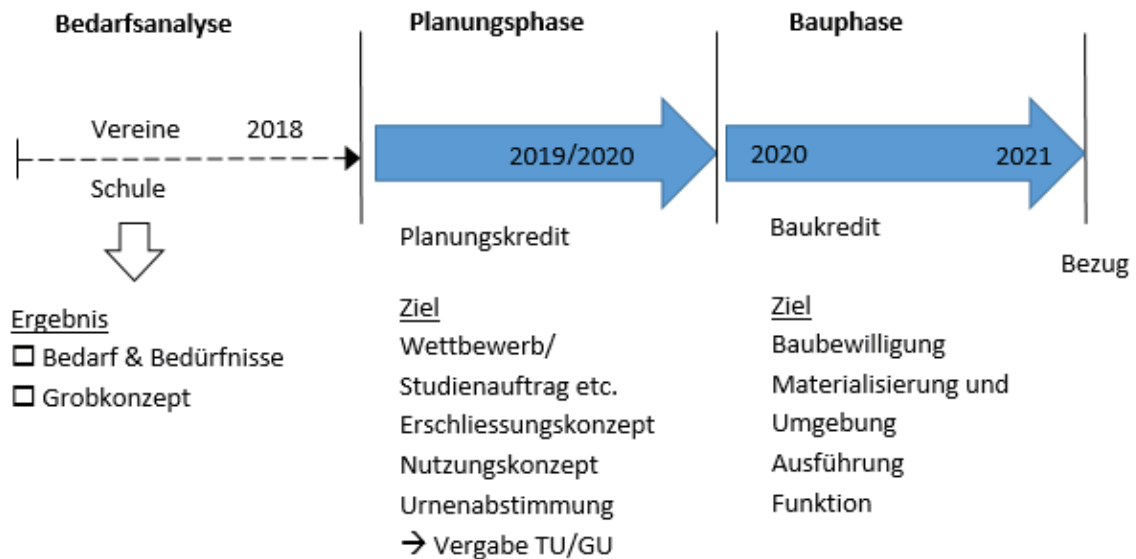 Bedarfsanalyse
Vereine 2018
Schule
Ergebnis
☐ Bedarf & Bedürfnisse
☐ Grobkonzept
Planungsphase
2019/2020
Planungskredit
Ziel
Wettbewerb/
Studienauftrag etc.
Erschliessungskonzept
Nutzungskonzept
Urnenabstimmung
→ Vergabe TU/GU
Bauphase
2020 2021
Baukredit
Ziel
Baubewilligung
Materialisierung und
Umgebung
Ausführung
Funktion
Bezug